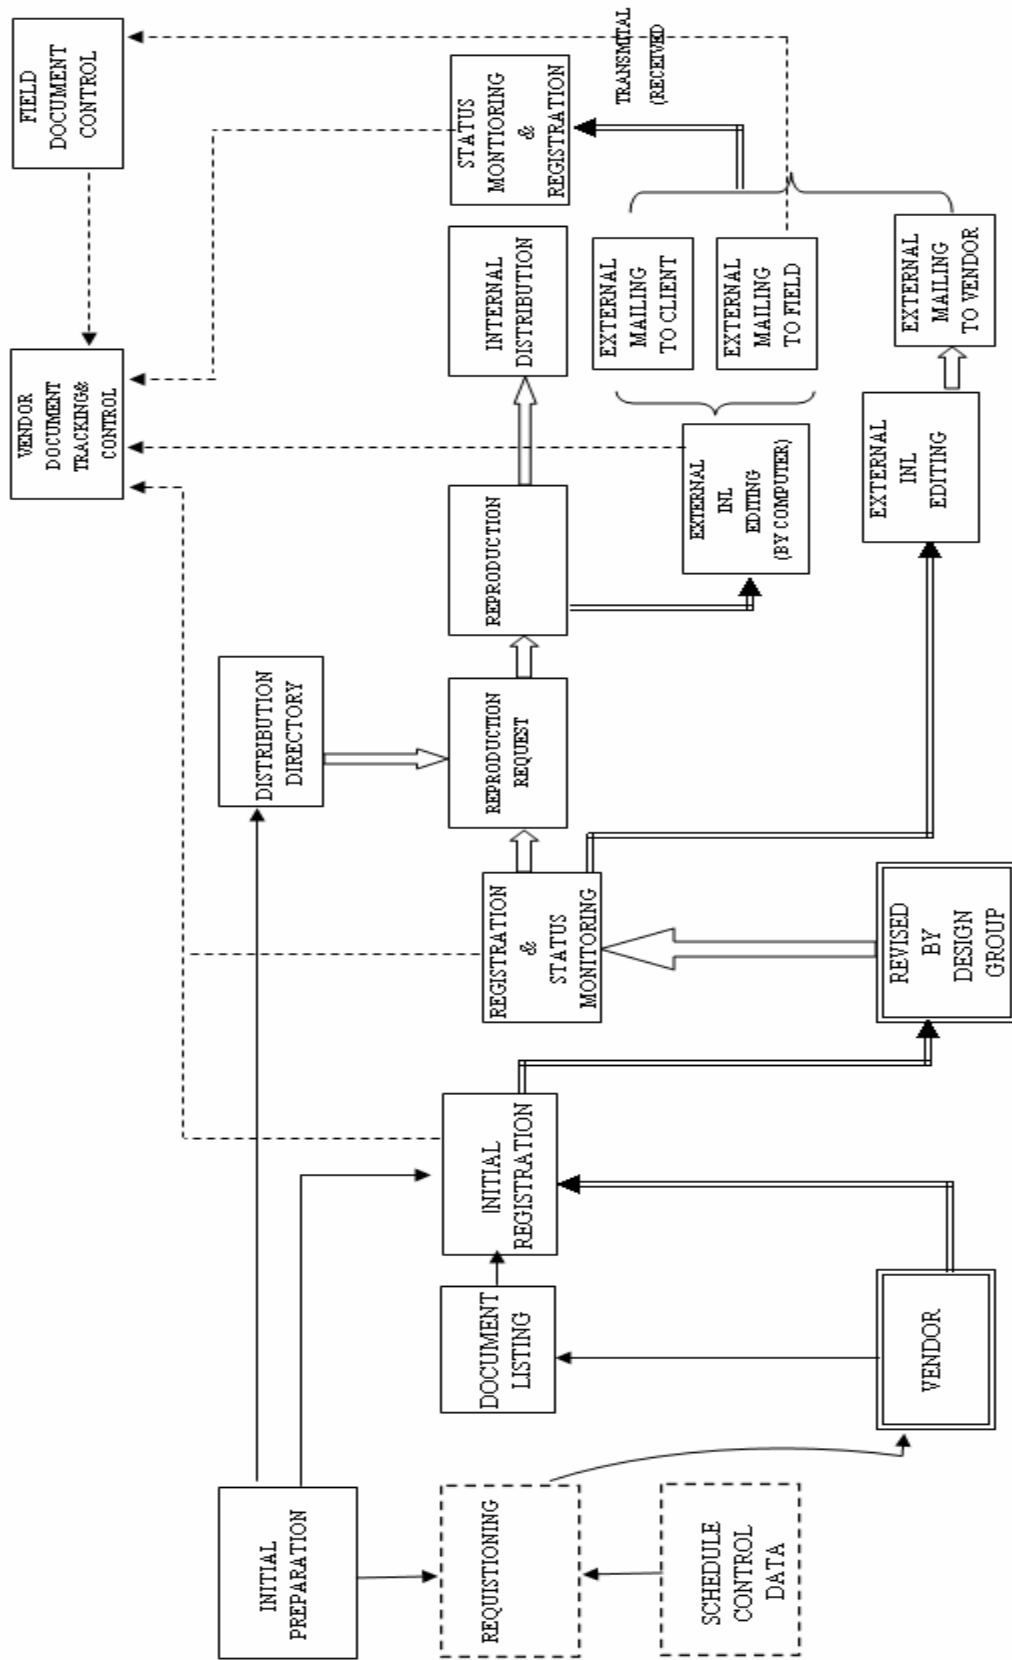 INITIAL
PREPARATION
REQUISTIONING
SCHEDULE
CONTROL
DATA
DOCUMENT
LISTING
VENDOR
INITIAL
REGISTRATION
REVISED
BY
DESIGN
GROUP
REGISTRATION
&
STATUS
MONITORING
DISTRIBUTION
DIRECTORY
REPRODUCTION
REQUEST
REPRODUCTION
INTERNAL
DISTRIBUTION
EXTERNAL
INL
EDITING
(BY COMPUTER)
EXTERNAL
INL
EDITING
EXTERNAL
MAILING
TO CLIENT
EXTERNAL
MAILING
TO FIELD
EXTERNAL
MAILING
TO VENDOR
STATUS
MONTIORING
&
REGISTRATION
TRANSMITAL
(RECEIVED
VENDOR
DOCUMENT
TRACKING&
CONTROL
FIELD
DOCUMENT
CONTROL